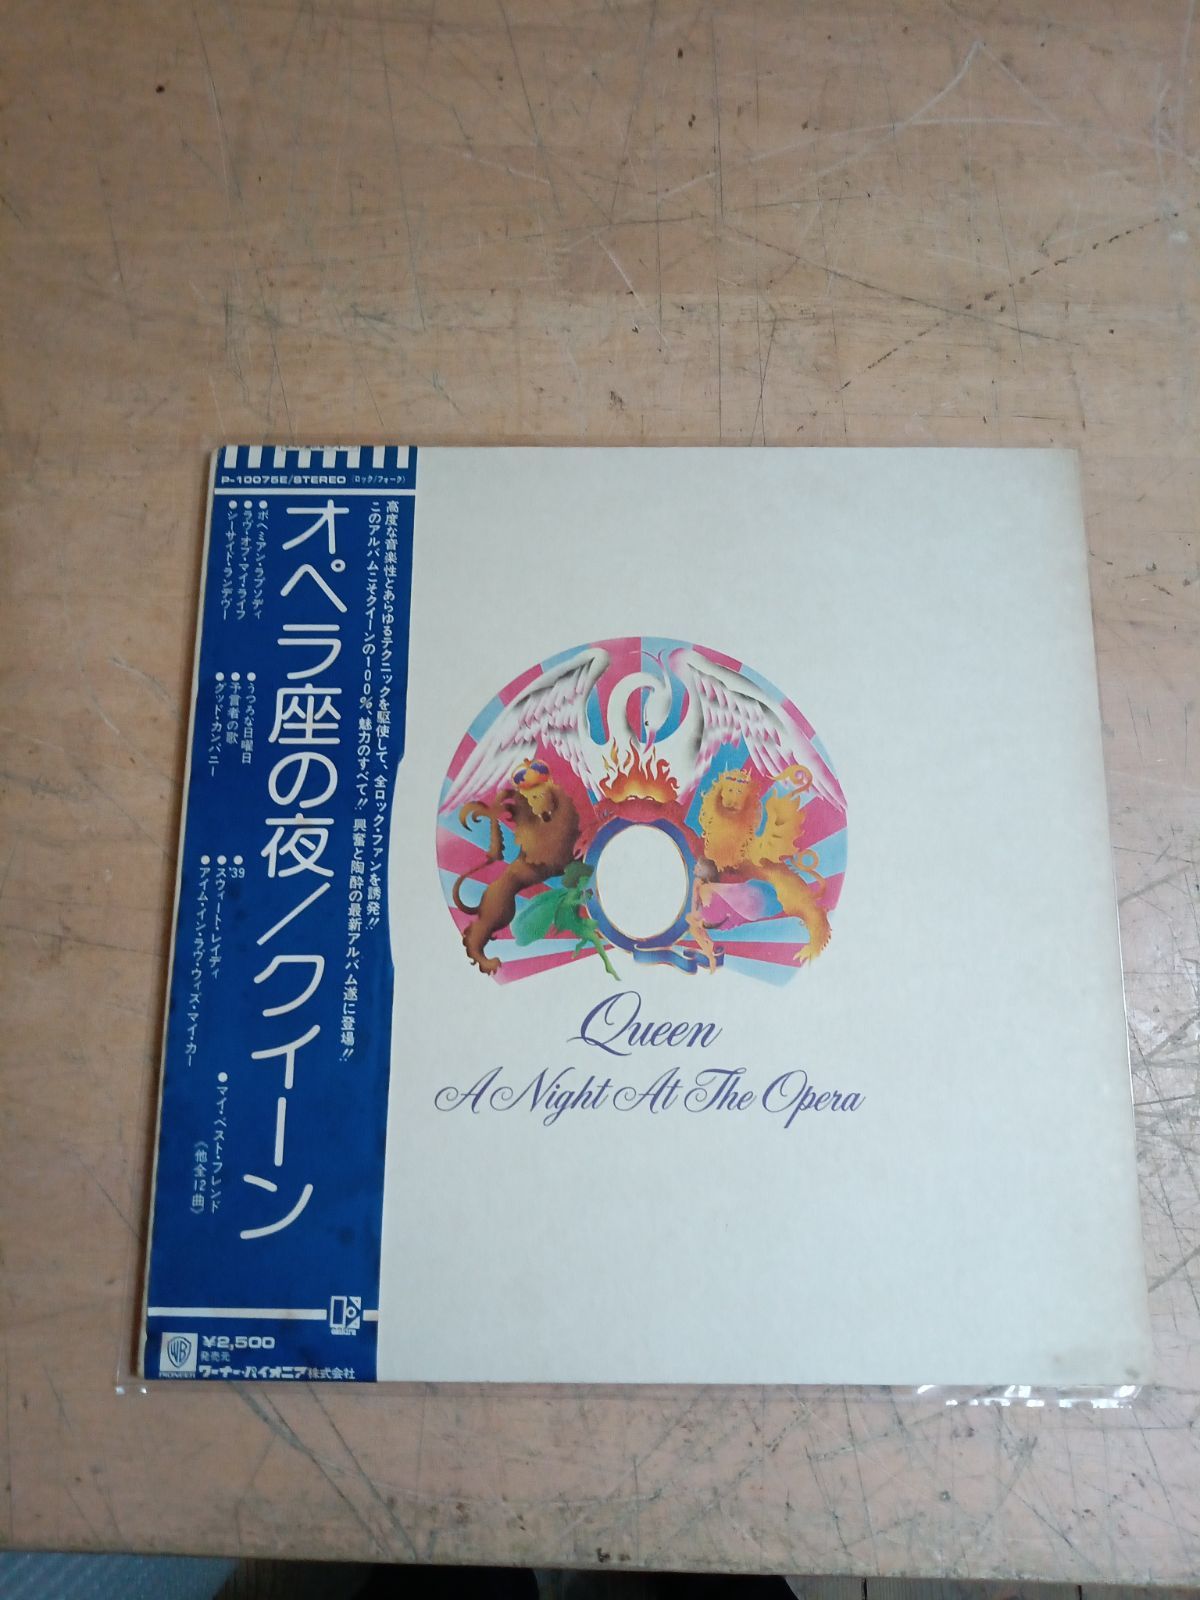 P-10075E/STEREO (ロック/フォーク)
高度な音楽性とあらゆるテクニックを駆使して、全ロック・ファンを誘発!!
このアルバムこそクイーンの100%、魅力のすべて!! 興奮と陶酔の最新アルバム遂に登場!!
オペラ座の夜/クイーン
●ボヘミアン・ラプソディ
●ラヴ・オブ・マイ・ライフ
●シーサイド・ランデヴー
●うつろな日曜日
●予言者の歌
●グッド・カンパニー
●'39
●スウィート・レイディ
●アイム・イン・ラヴ・ウィズ・マイ・カー
●マイ・ベスト・フレンド
《他全12曲》
¥2,500
発売元
ワーナー・パイオニア株式会社
WB
PIONEER
Queen
A Night At The Opera